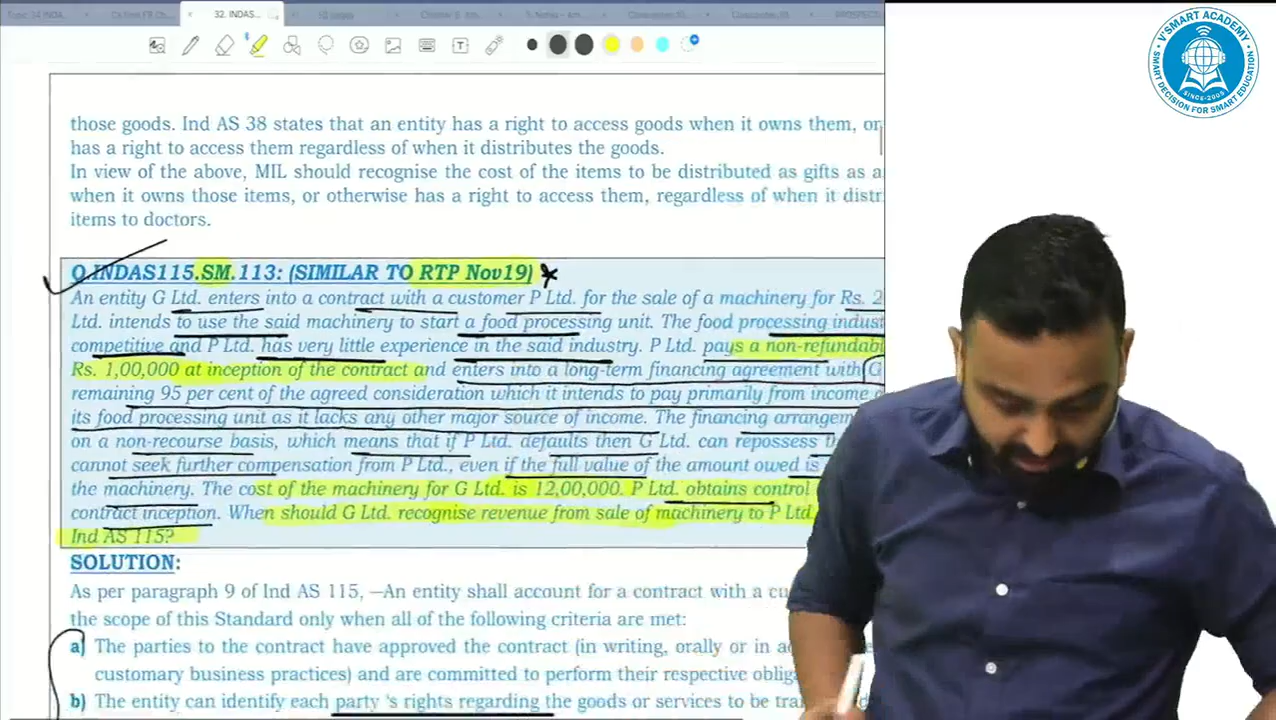 32. INDAS...
V'SMART ACADEMY
SINCE-2005
SMART DECISION FOR SMART EDUCATION
those goods. Ind AS 38 states that an entity has a right to access goods when it owns them, or
has a right to access them regardless of when it distributes the goods.
In view of the above, MIL should recognise the cost of the items to be distributed as gifts as a
when it owns those items, or otherwise has a right to access them, regardless of when it distr
items to doctors.
Q.INDAS115.SM.113: (SIMILAR TO RTP Nov19)
An entity G Ltd. enters into a contract with a customer P Ltd. for the sale of a machinery for Rs. 2
Ltd. intends to use the said machinery to start a food processing unit. The food processing indust
competitive and P Ltd. has very little experience in the said industry. P Ltd. pays a non-refundab
Rs. 1,00,000 at inception of the contract and enters into a long-term financing agreement with G
remaining 95 per cent of the agreed consideration which it intends to pay primarily from income
its food processing unit as it lacks any other major source of income. The financing arrangem
on a non-recourse basis, which means that if P Ltd. defaults then G Ltd. can repossess
cannot seek further compensation from P Ltd., even if the full value of the amount owed is
the machinery. The cost of the machinery for G Ltd. is 12,00,000. P Ltd. obtains control
contract inception. When should G Ltd. recognise revenue from sale of machinery to P Ltd
Ind AS 115?
SOLUTION:
As per paragraph 9 of Ind AS 115, —An entity shall account for a contract with a cu
the scope of this Standard only when all of the following criteria are met:
a) The parties to the contract have approved the contract (in writing, orally or in ac
customary business practices) and are committed to perform their respective obliga
b) The entity can identify each party 's rights regarding the goods or services to be tra